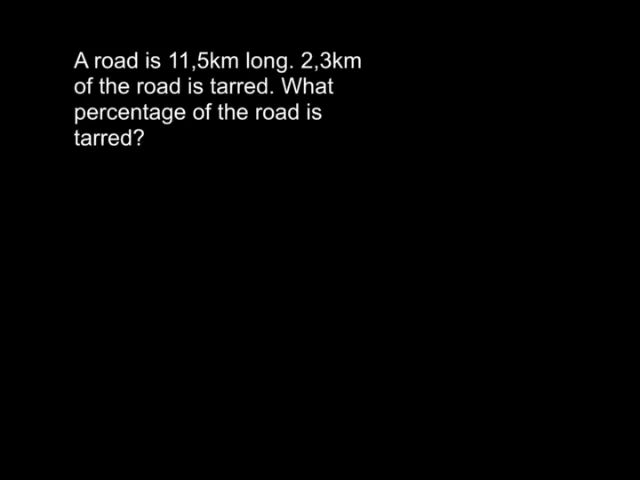 A road is 11,5km long. 2,3km
of the road is tarred. What
percentage of the road is
tarred?